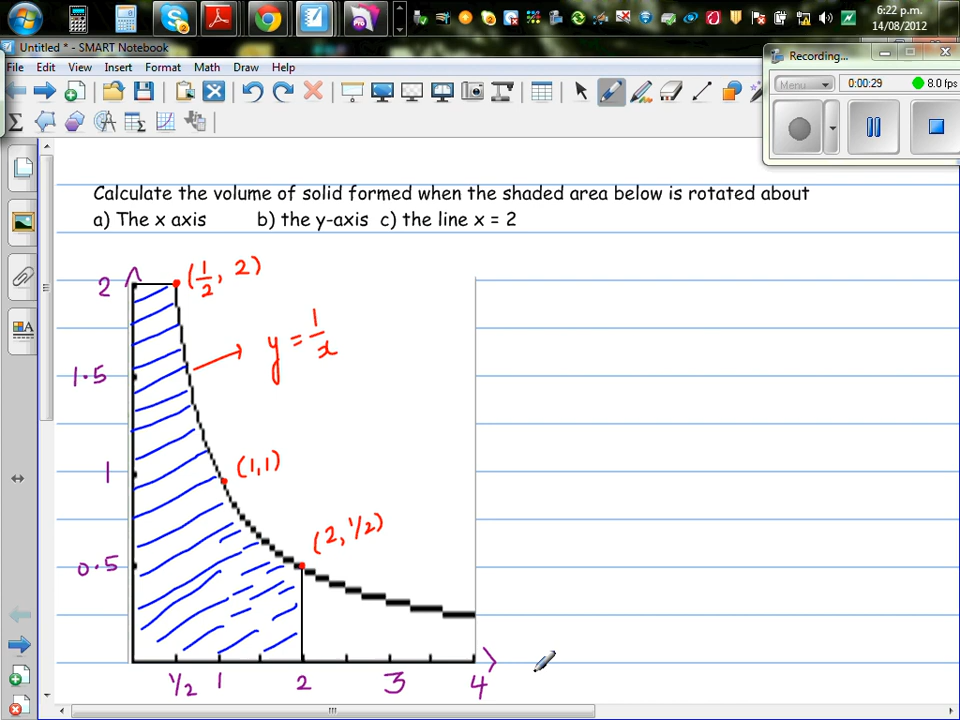 6:22 p.m.
14/08/2012
Untitled * - SMART Notebook
File Edit View Insert Format Math Draw Help
Recording...
Menu
0:00:29
8.0 fps
Calculate the volume of solid formed when the shaded area below is rotated about
a) The x axis b) the y-axis c) the line x = 2
2
(1/2, 2)
y = 1/x
1.5
1
(1,1)
(2, 1/2)
0.5
1/2 1 2 3 4